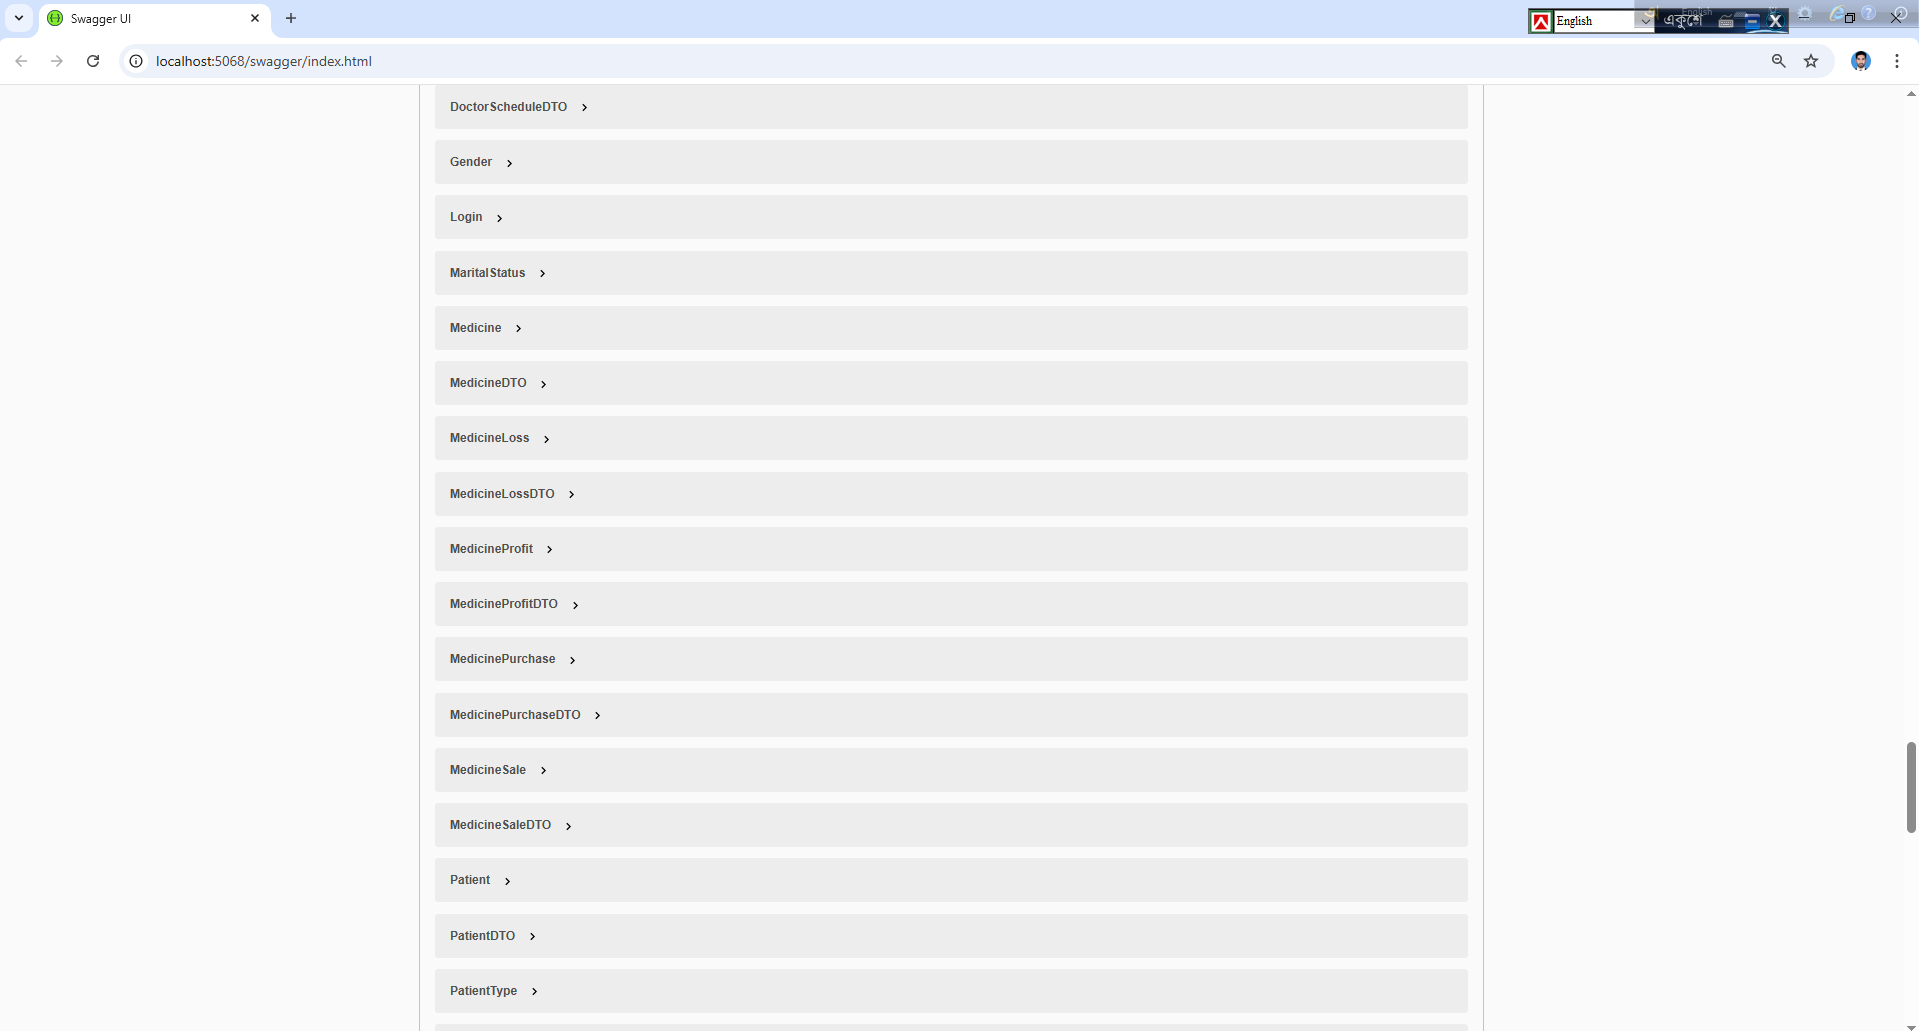 Swagger UI
English
একুশে
localhost:5068/swagger/index.html
DoctorScheduleDTO
Gender
Login
MaritalStatus
Medicine
MedicineDTO
MedicineLoss
MedicineLossDTO
MedicineProfit
MedicineProfitDTO
MedicinePurchase
MedicinePurchaseDTO
MedicineSale
MedicineSaleDTO
Patient
PatientDTO
PatientType